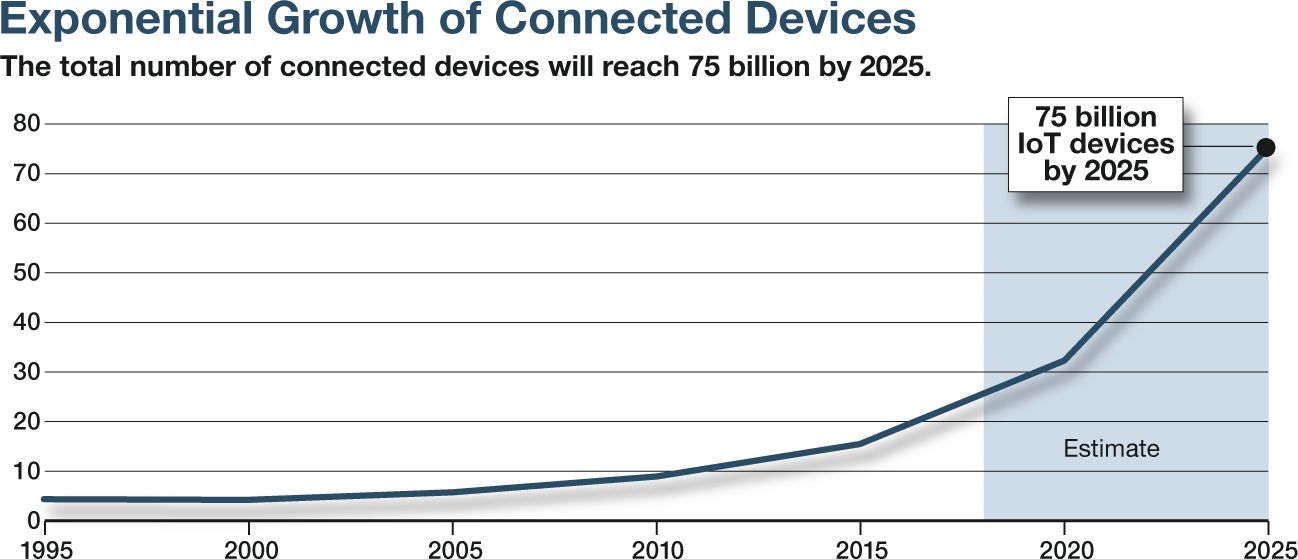 Exponential Growth of Connected Devices
The total number of connected devices will reach 75 billion by 2025.
75 billion
IoT devices
by 2025
80
70
60
50
40
30
20
10
0
Estimate
1995 2000 2005 2010 2015 2020 2025